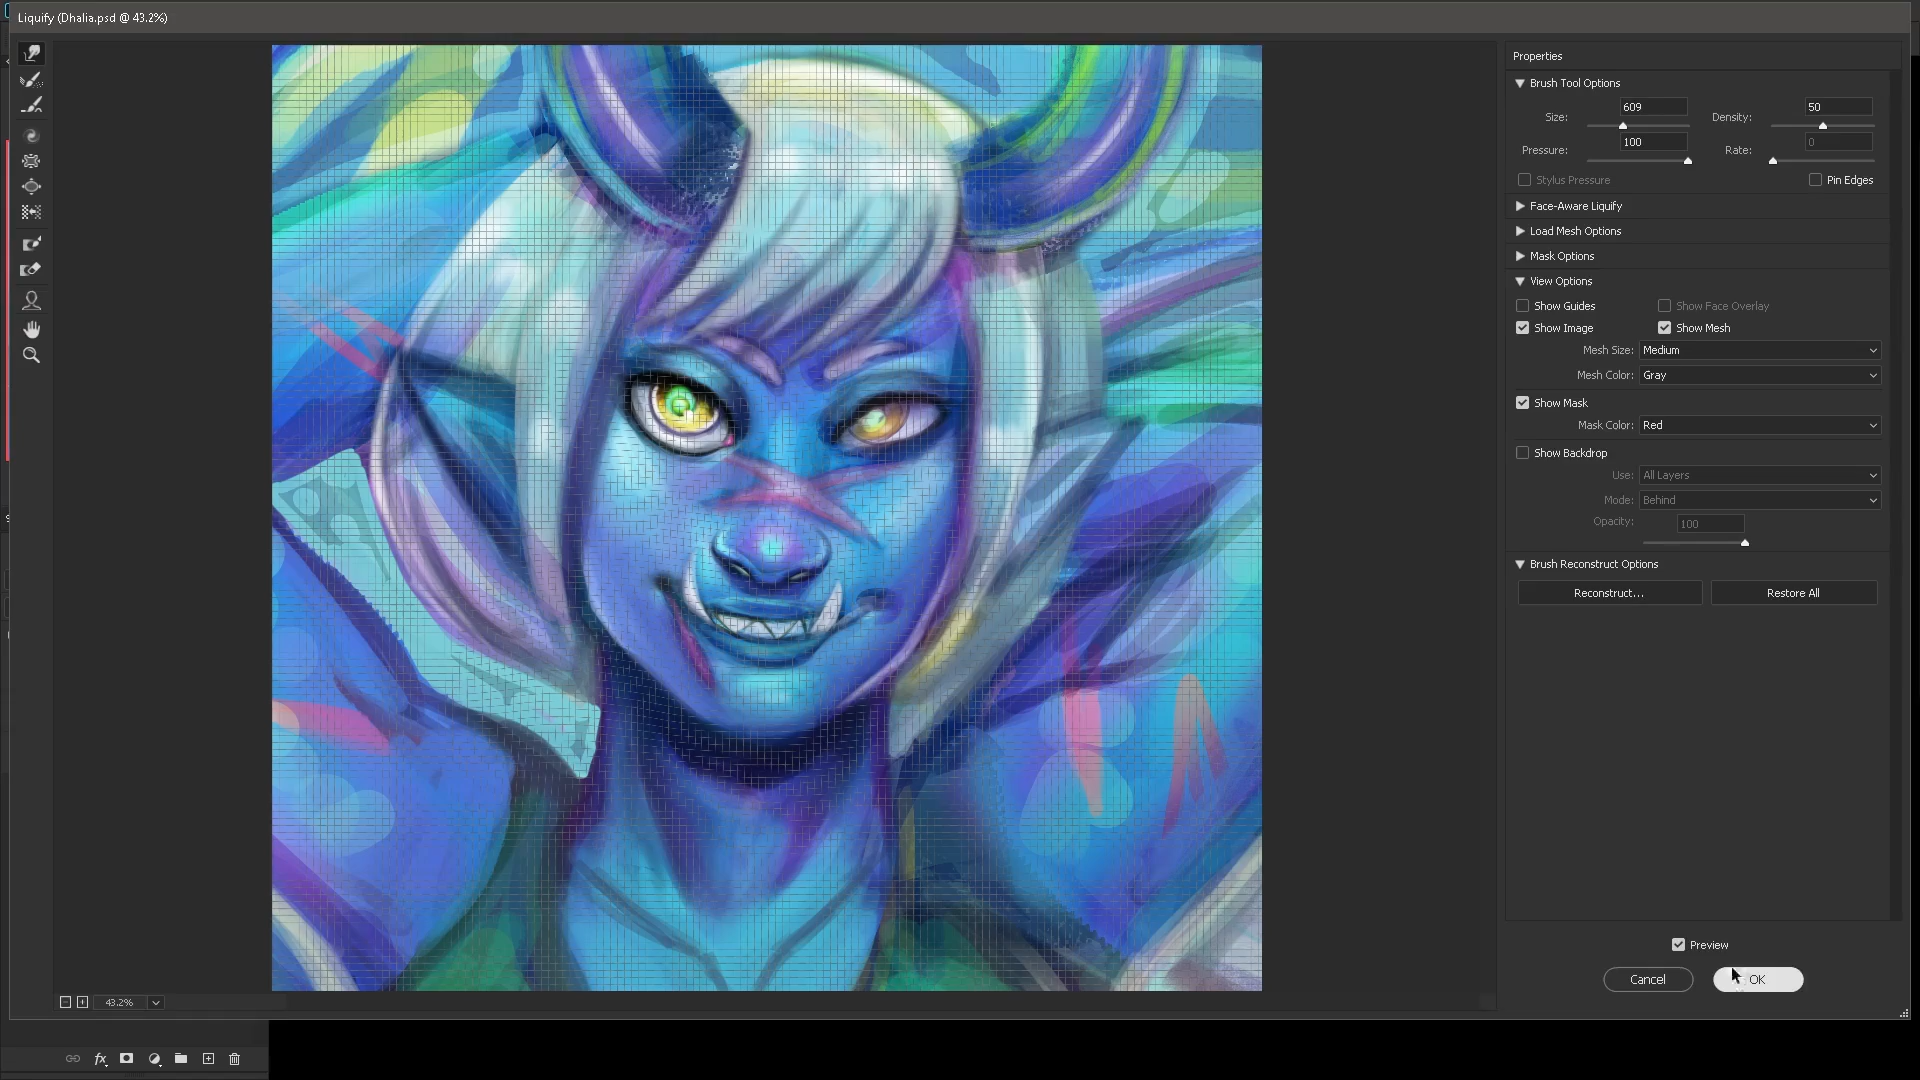 Liquify (Dhalia.psd @ 43.2%)
Properties
Brush Tool Options
Size: 609 Density: 50
Pressure: 100 Rate: 0
Stylus Pressure Pin Edges
Face-Aware Liquify
Load Mesh Options
Mask Options
View Options
Show Guides Show Face Overlay
Show Image Show Mesh
Mesh Size: Medium
Mesh Color: Gray
Show Mask
Mask Color: Red
Show Backdrop
Use: All Layers
Mode: Behind
Opacity: 100
Brush Reconstruct Options
Reconstruct... Restore All
Preview
Cancel OK
43.2%
fx